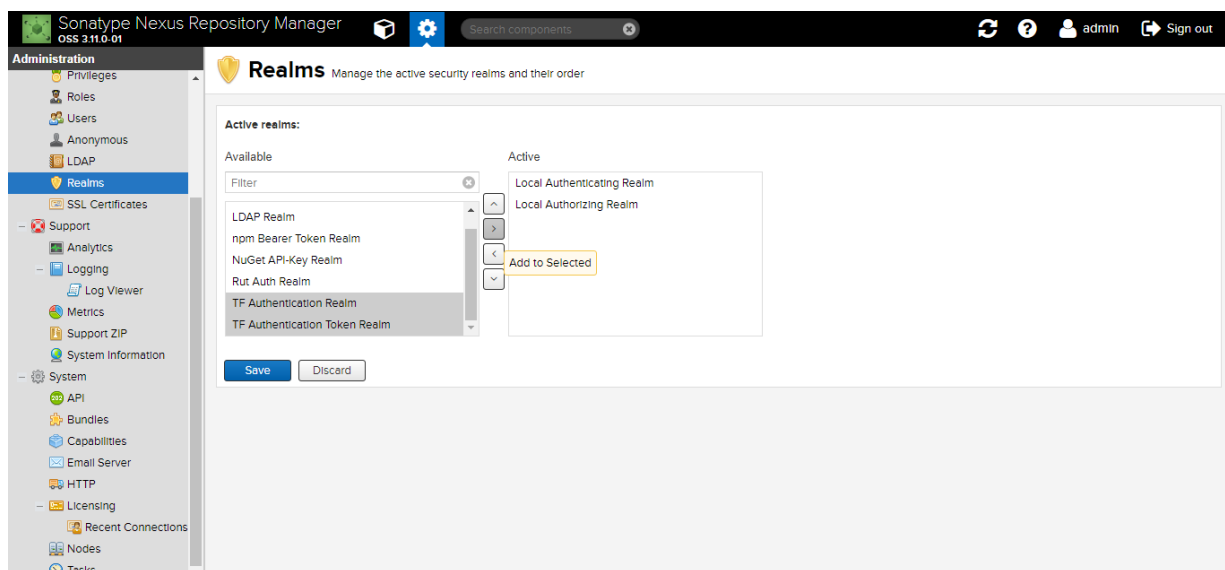 Sonatype Nexus Repository Manager
OSS 3.11.0-01
Search components
admin
Sign out
Administration
Privileges
Roles
Users
Anonymous
LDAP
Realms
SSL Certificates
Support
Analytics
Logging
Log Viewer
Metrics
Support ZIP
System Information
System
API
Bundles
Capabilities
Email Server
HTTP
Licensing
Recent Connections
Nodes
Tasks
Realms Manage the active security realms and their order
Active realms:
Available
Filter
LDAP Realm
npm Bearer Token Realm
NuGet API-Key Realm
Rut Auth Realm
TF Authentication Realm
TF Authentication Token Realm
Active
Local Authenticating Realm
Local Authorizing Realm
Add to Selected
Save
Discard